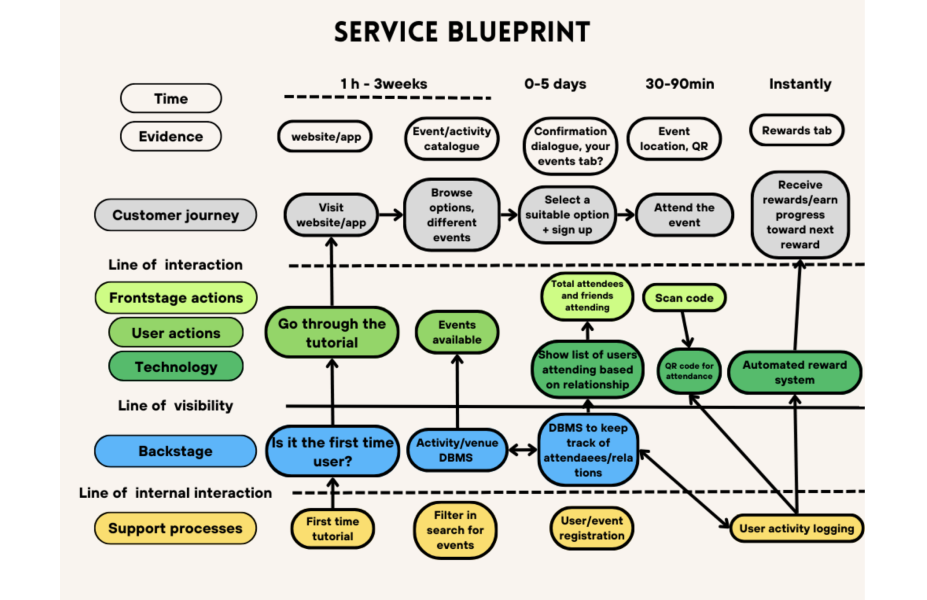 SERVICE BLUEPRINT
1 h - 3weeks
0-5 days
30-90min
Instantly
Time
Evidence
website/app
Event/activity
catalogue
Confirmation
dialogue, your
events tab?
Event
location, QR
Rewards tab
Customer journey
Visit
website/app
Browse
options,
different
events
Select a
suitable option
+ sign up
Attend the
event
Receive
rewards/earn
progress
toward next
reward
Line of interaction
Frontstage actions
Total attendees
and friends
attending
Scan code
User actions
Go through the
tutorial
Events
available
Technology
Show list of users
attending based
on relationship
QR code for
attendance
Automated reward
system
Line of visibility
Backstage
Is it the first time
user?
Activity/venue
DBMS
DBMS to keep
track of
attendaees/rela
tions
Line of internal interaction
Support processes
First time
tutorial
Filter in
search for
events
User/event
registration
User activity logging